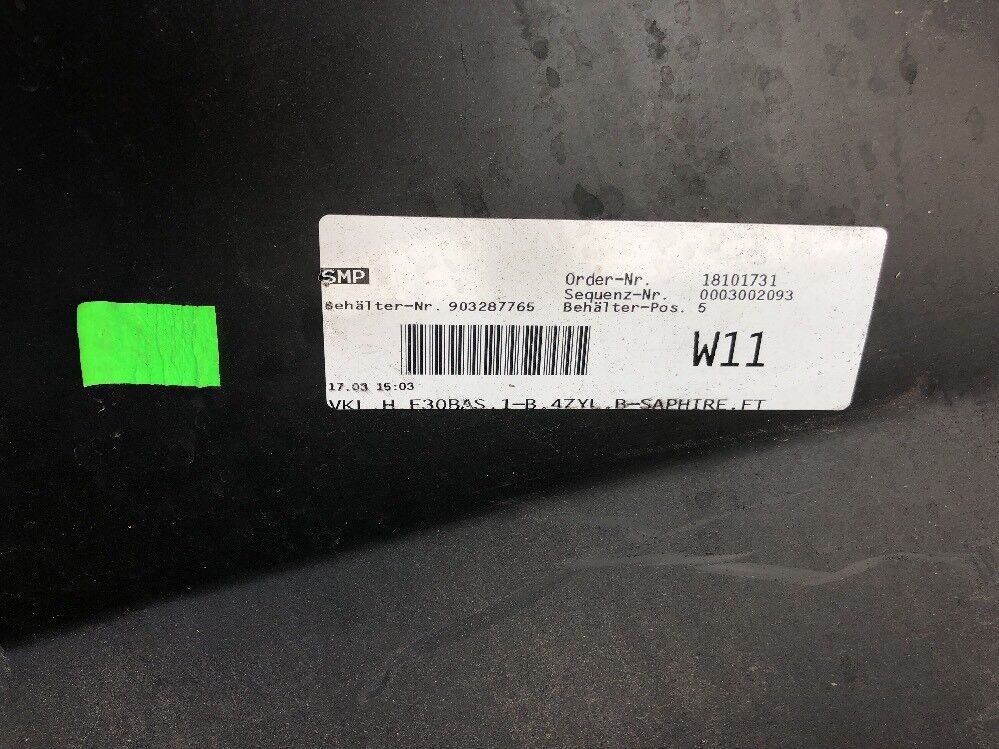 SMP
Order-Nr. 18101731
Sequenz-Nr. 0003002093
Behälter-Nr. 903287765 Behälter-Pos. 5
W11
17.03 15:03
VKL.H.F30BAS.1-B.4ZYL.B-SAPHIRE.FT